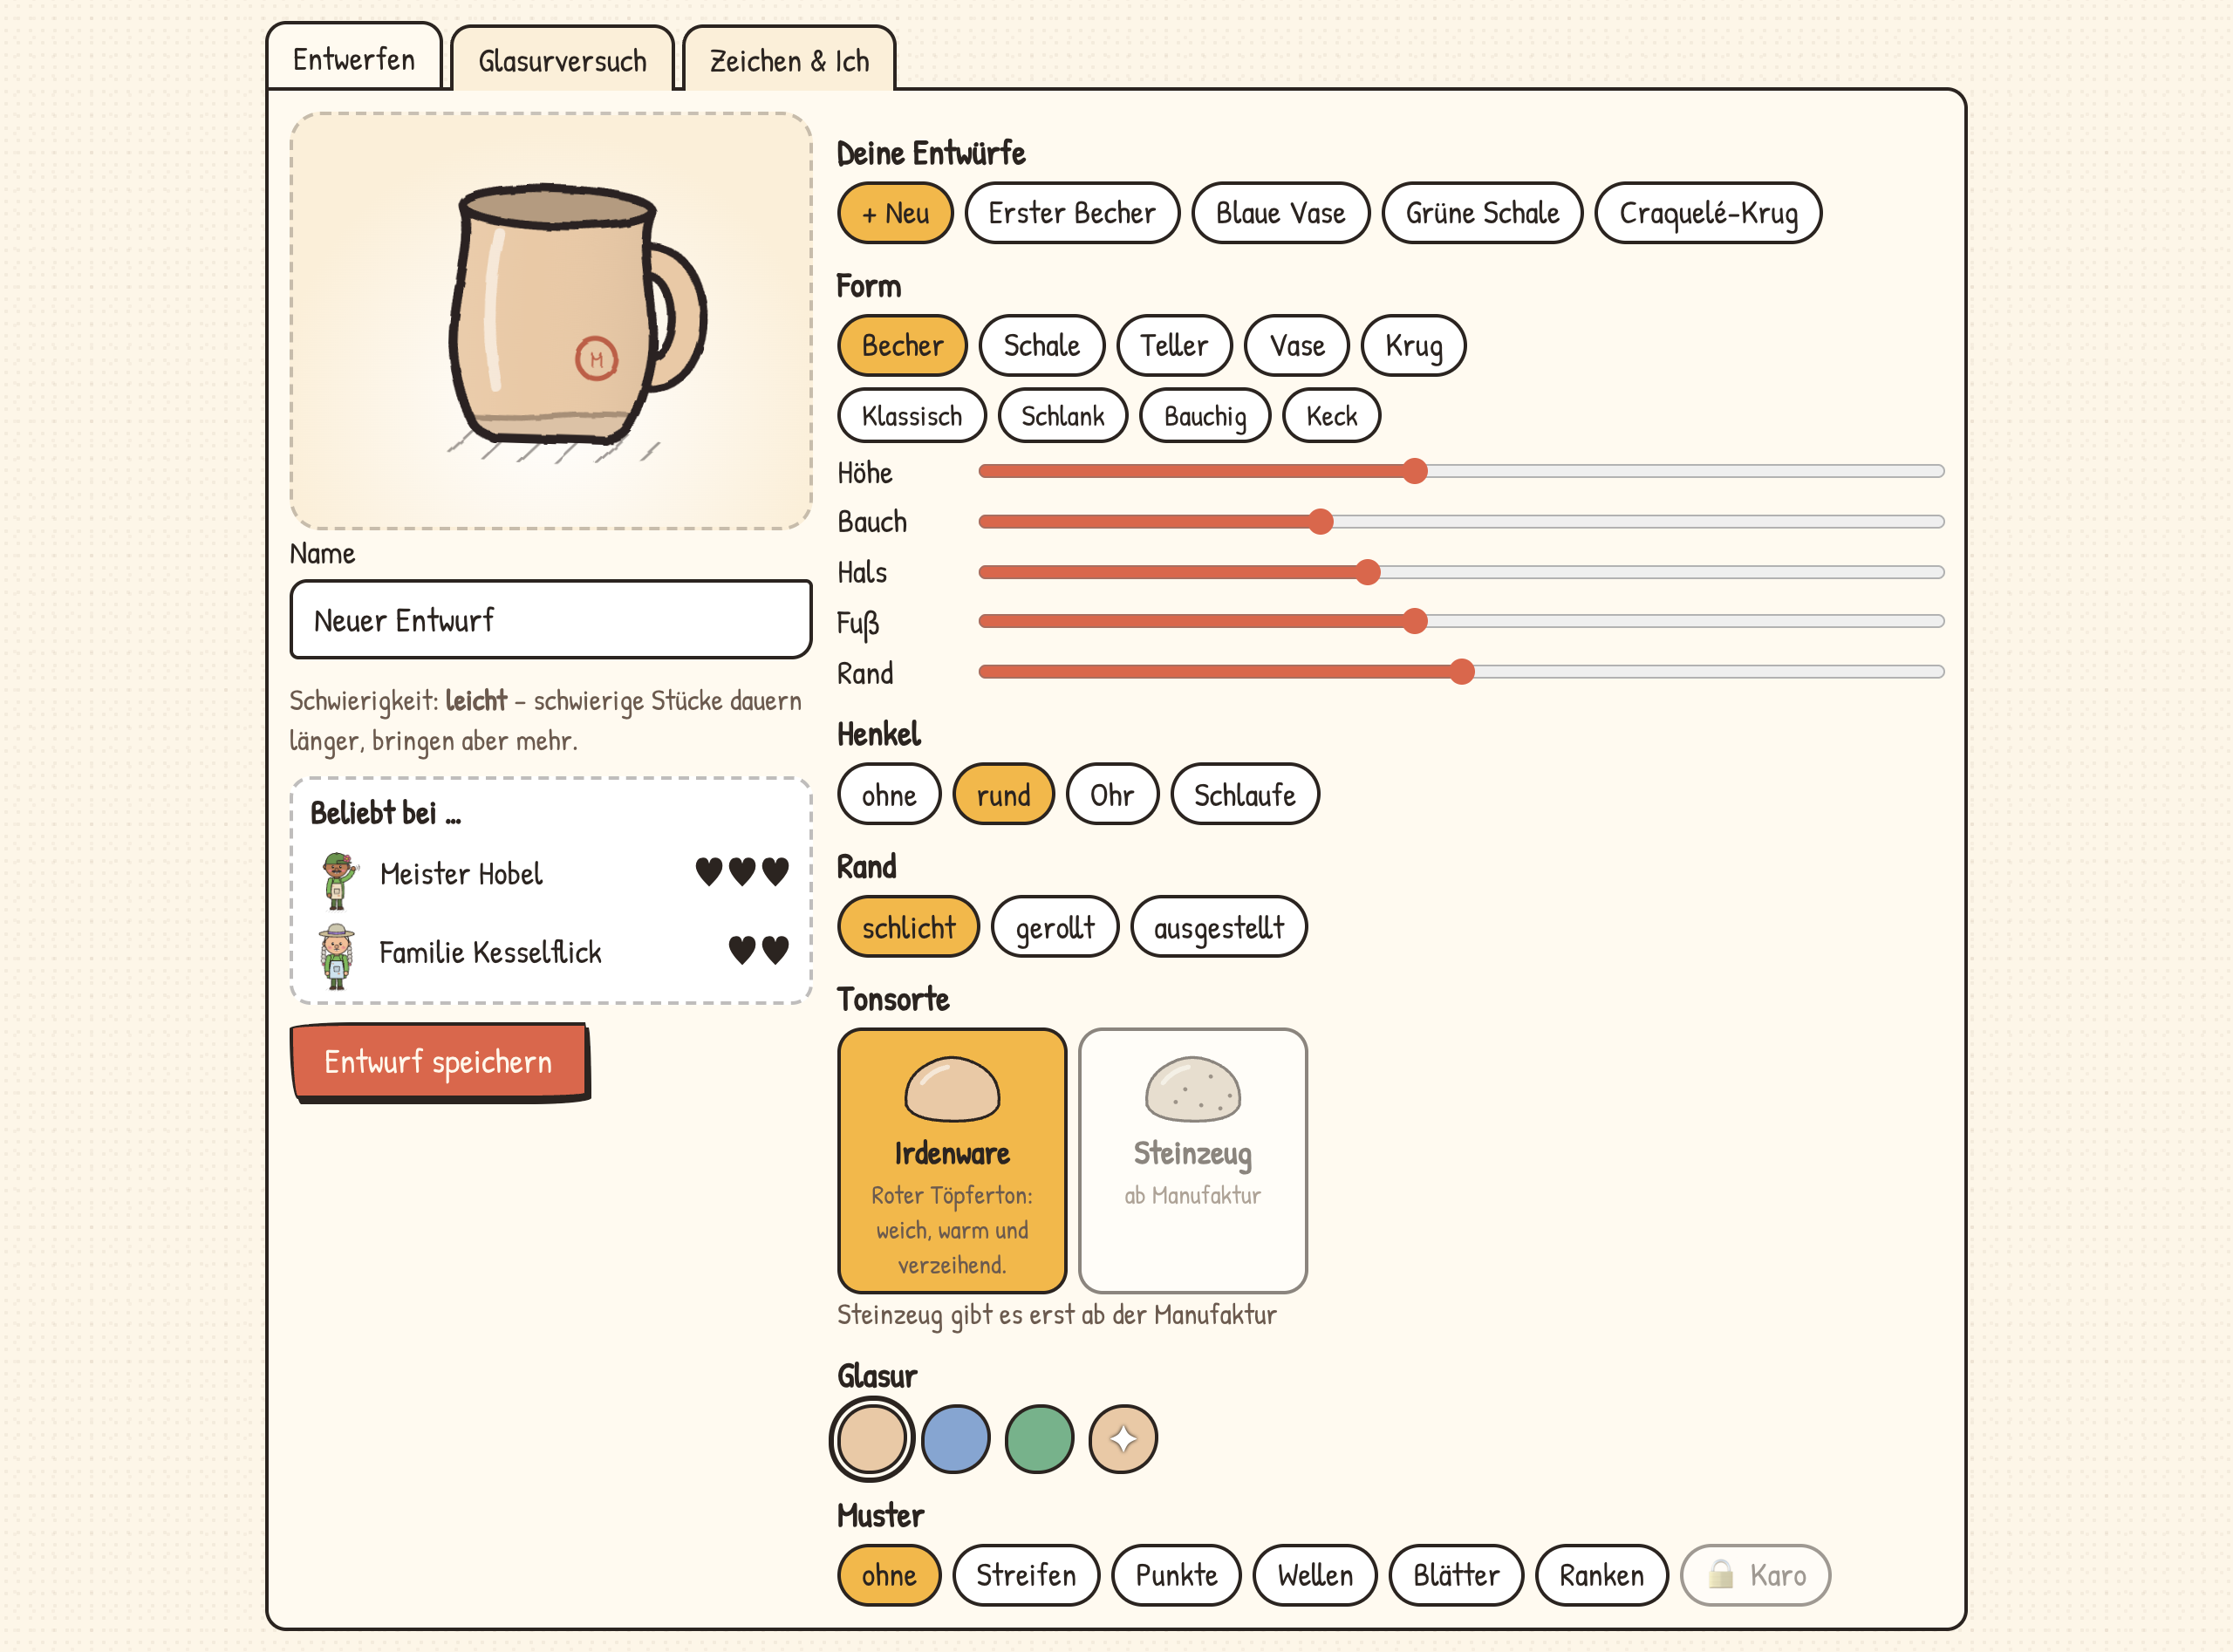 Entwerfen
Glasurversuch
Zeichen & Ich
M
Name
Neuer Entwurf
Schwierigkeit: leicht – schwierige Stücke dauern
länger, bringen aber mehr.
Beliebt bei ...
Meister Hobel
Familie Kesselflick
Entwurf speichern
Deine Entwürfe
+ Neu
Erster Becher
Blaue Vase
Grüne Schale
Craquelé-Krug
Form
Becher
Schale
Teller
Vase
Krug
Klassisch
Schlank
Bauchig
Keck
Höhe
Bauch
Hals
Fuß
Rand
Henkel
ohne
rund
Ohr
Schlaufe
Rand
schlicht
gerollt
ausgestellt
Tonsorte
Irdenware
Roter Töpferton:
weich, warm und
verzeihend.
Steinzeug
ab Manufaktur
Steinzeug gibt es erst ab der Manufaktur
Glasur
Muster
ohne
Streifen
Punkte
Wellen
Blätter
Ranken
Karo